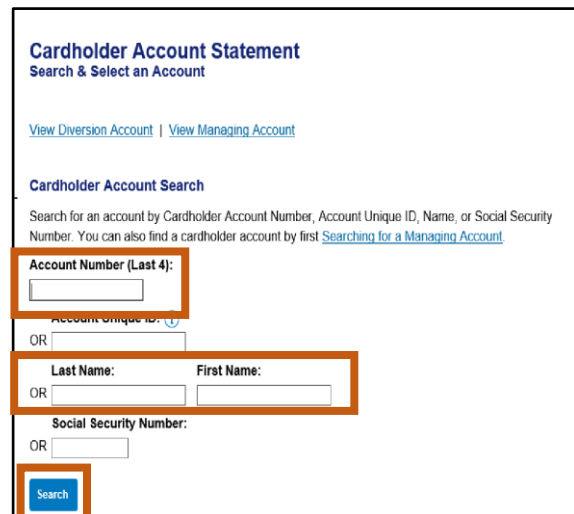 Cardholder Account Statement
Search & Select an Account
View Diversion Account | View Managing Account
Cardholder Account Search
Search for an account by Cardholder Account Number, Account Unique ID, Name, or Social Security
Number. You can also find a cardholder account by first Searching for a Managing Account.
Account Number (Last 4):
Account Unique ID: i
OR
Last Name: First Name:
OR
Social Security Number:
OR
Search